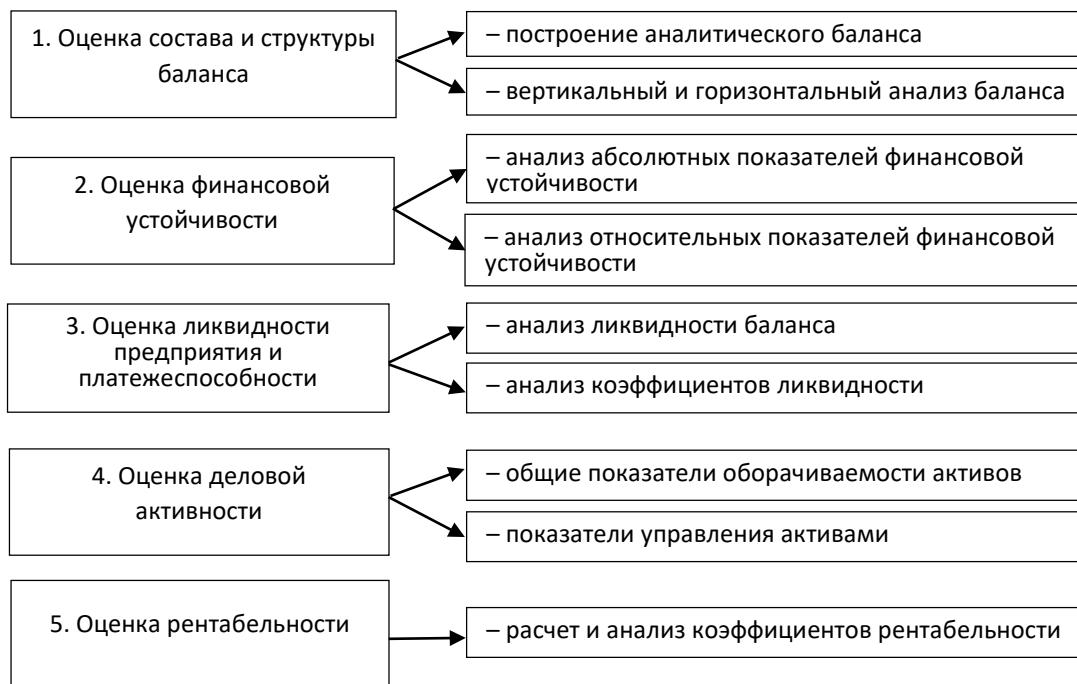 1. Оценка состава и структуры
баланса
– построение аналитического баланса
– вертикальный и горизонтальный анализ баланса
2. Оценка финансовой
устойчивости
– анализ абсолютных показателей финансовой
устойчивости
– анализ относительных показателей финансовой
устойчивости
3. Оценка ликвидности
предприятия и
платежеспособности
– анализ ликвидности баланса
– анализ коэффициентов ликвидности
4. Оценка деловой
активности
– общие показатели оборачиваемости активов
– показатели управления активами
5. Оценка рентабельности
– расчет и анализ коэффициентов рентабельности